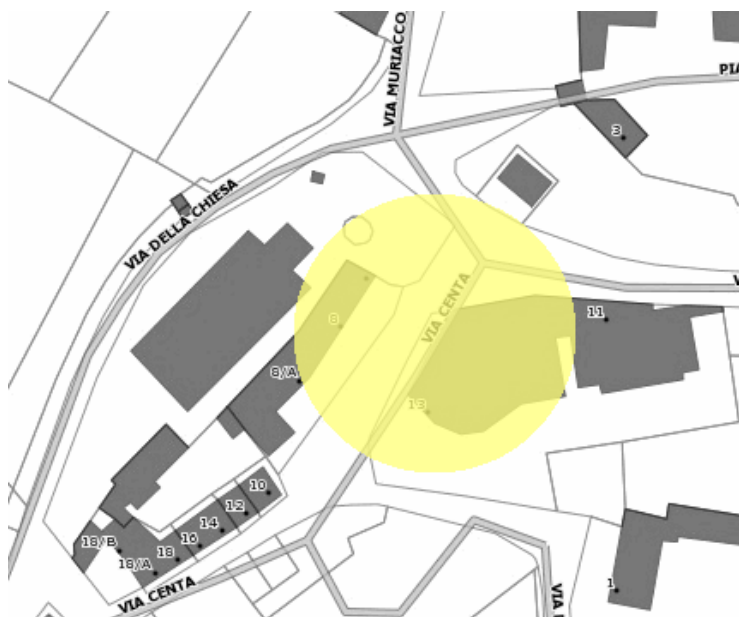 VIA MURIACCO
PIA
3
VIA DELLA CHIESA
V
VIA CENTA
8
11
8/A
13
10
12
14
16
18
18/B
18/A
VIA CENTA
1
VIA